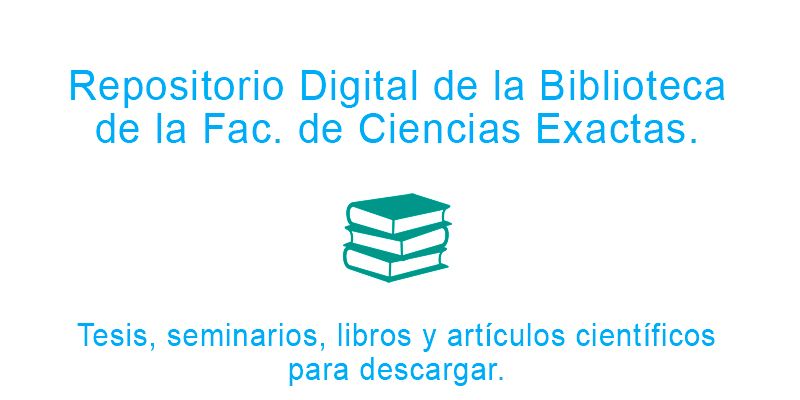 Repositorio Digital de la Biblioteca
de la Fac. de Ciencias Exactas.
Tesis, seminarios, libros y artículos científicos
para descargar.